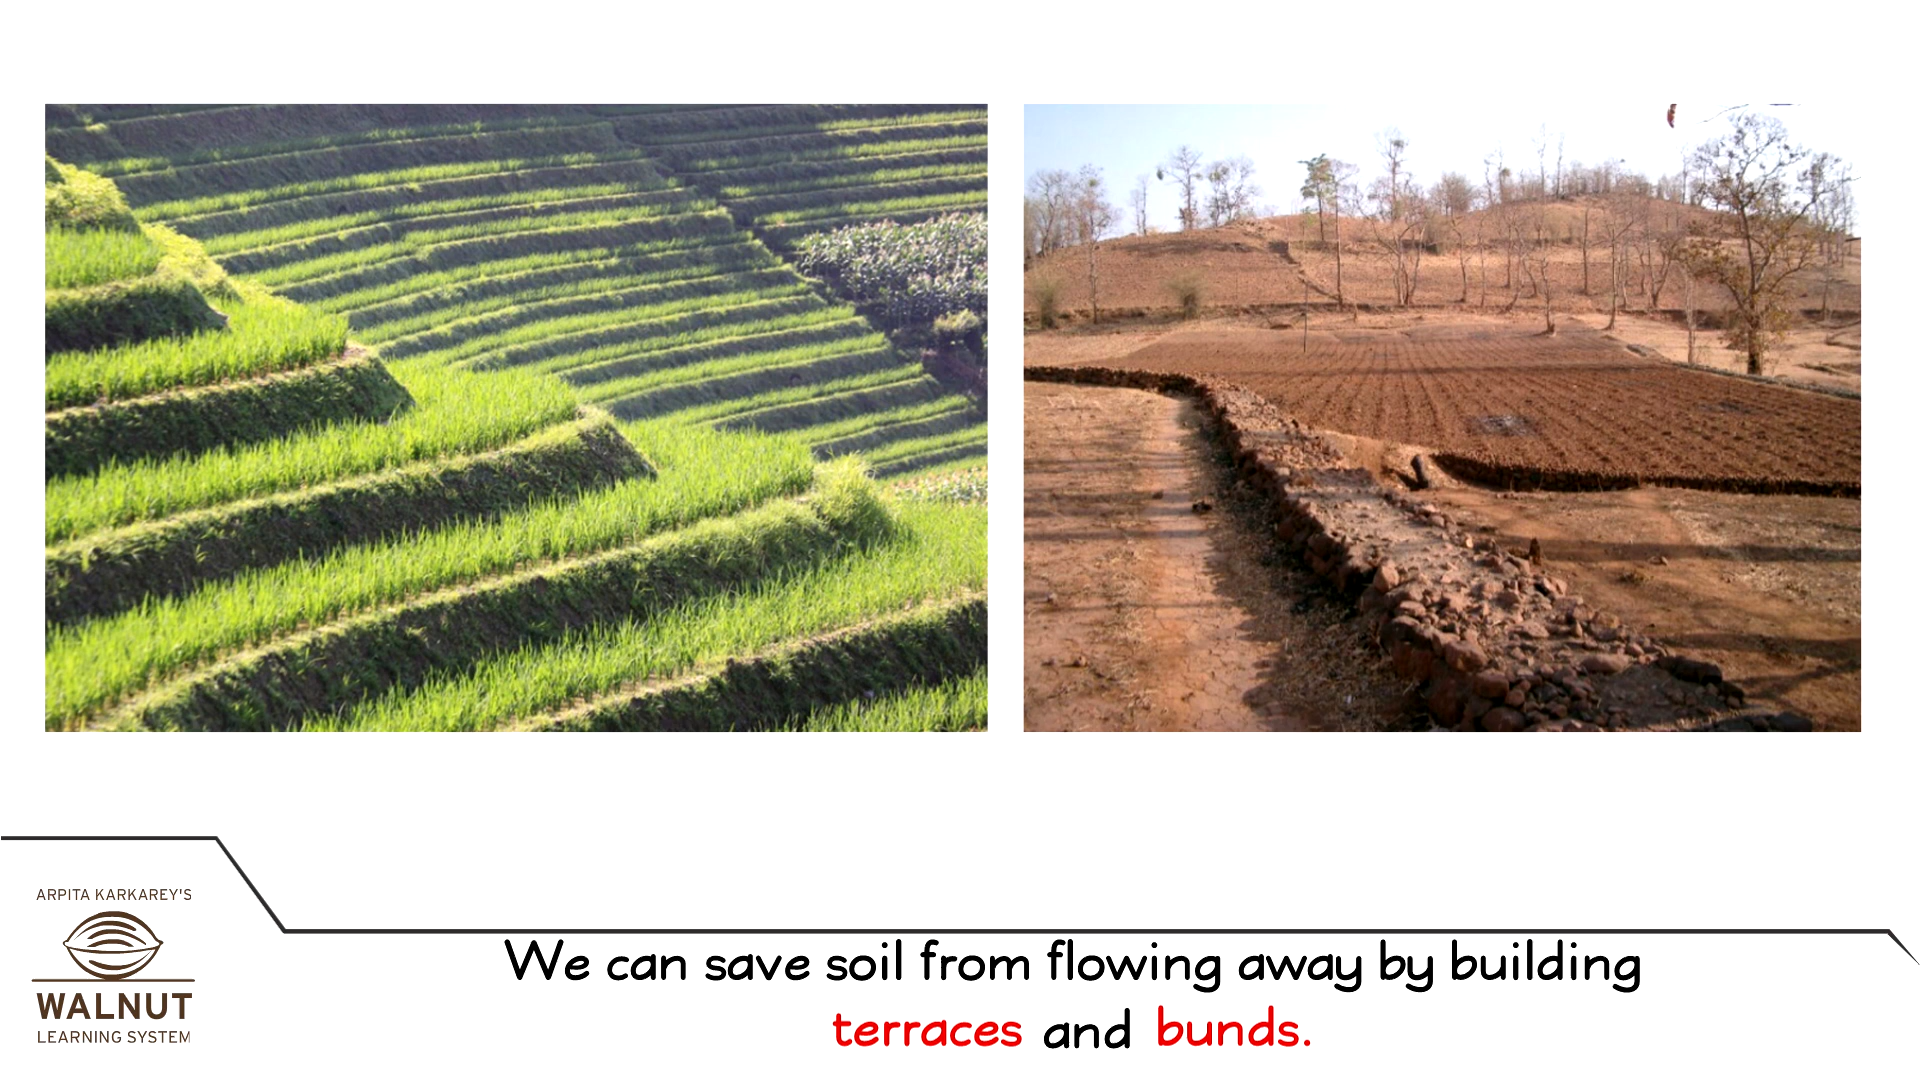 ARPITA KARKAREY'S
WALNUT
LEARNING SYSTEM
We can save soil from flowing away by building
terraces and bunds.